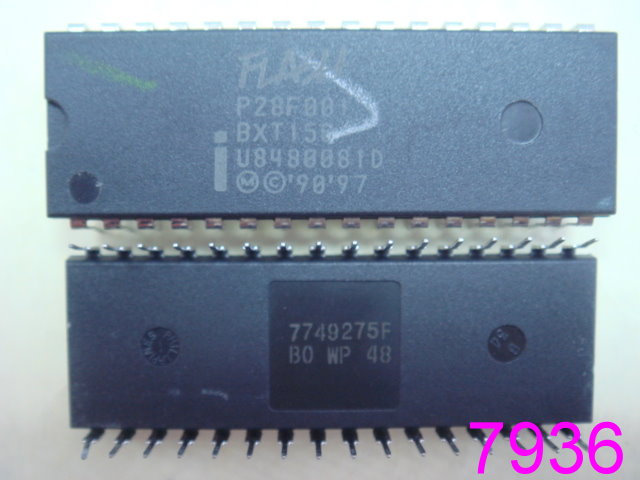 FLASH
P28F001
BXT150
U8480081D
Ⓜ©'90'97
7749275F
BO WP 48
7936